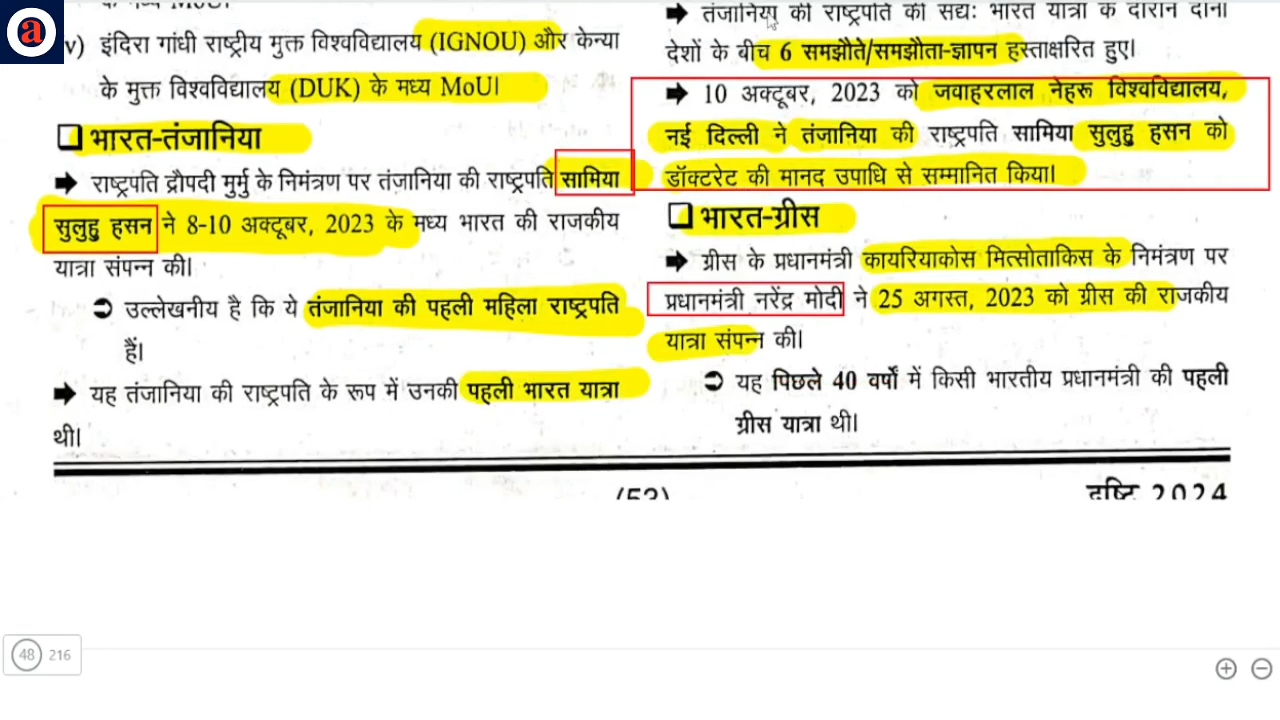 a
के मध्य MoU।
v) इंदिरा गांधी राष्ट्रीय मुक्त विश्वविद्यालय (IGNOU) और केन्या
के मुक्त विश्वविद्यालय (DUK) के मध्य MoU।
❑ भारत-तंजानिया
➡ राष्ट्रपति द्रौपदी मुर्मु के निमंत्रण पर तंजानिया की राष्ट्रपति सामिया
सुलुहु हसन ने 8-10 अक्टूबर, 2023 के मध्य भारत की राजकीय
यात्रा संपन्न की।
➲ उल्लेखनीय है कि ये तंजानिया की पहली महिला राष्ट्रपति
हैं।
➡ यह तंजानिया की राष्ट्रपति के रूप में उनकी पहली भारत यात्रा
थी।
➡ तंजानिया की राष्ट्रपति की सद्यः भारत यात्रा के दौरान दोनों
देशों के बीच 6 समझौते/समझौता-ज्ञापन हस्ताक्षरित हुए।
➡ 10 अक्टूबर, 2023 को जवाहरलाल नेहरू विश्वविद्यालय,
नई दिल्ली ने तंजानिया की राष्ट्रपति सामिया सुलुहु हसन को
डॉक्टरेट की मानद उपाधि से सम्मानित किया।
❑ भारत-ग्रीस
➡ ग्रीस के प्रधानमंत्री कायरियाकोस मित्सोताकिस के निमंत्रण पर
प्रधानमंत्री नरेंद्र मोदी ने 25 अगस्त, 2023 को ग्रीस की राजकीय
यात्रा संपन्न की।
➲ यह पिछले 40 वर्षों में किसी भारतीय प्रधानमंत्री की पहली
ग्रीस यात्रा थी।
(53) दृष्टि 2024
48 216